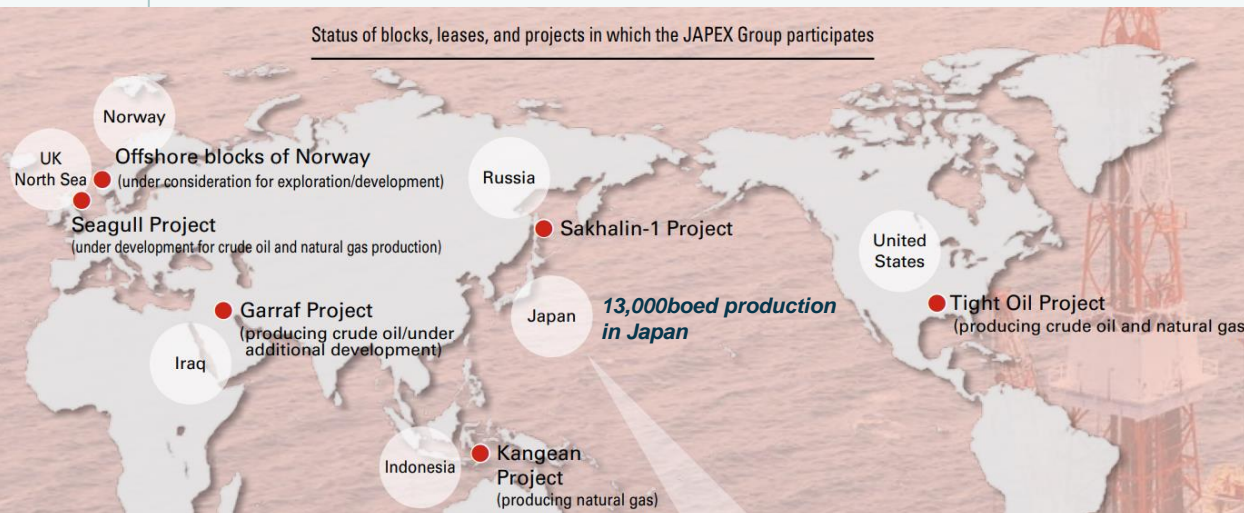 Status of blocks, leases, and projects in which the JAPEX Group participates
Norway
UK
North Sea
Offshore blocks of Norway
(under consideration for exploration/development)
Seagull Project
(under development for crude oil and natural gas production)
Russia
Sakhalin-1 Project
United
States
Garraf Project
(producing crude oil/under
additional development)
Iraq
Japan
13,000boed production
in Japan
Tight Oil Project
(producing crude oil and natural gas
Indonesia
Kangean
Project
(producing natural gas)